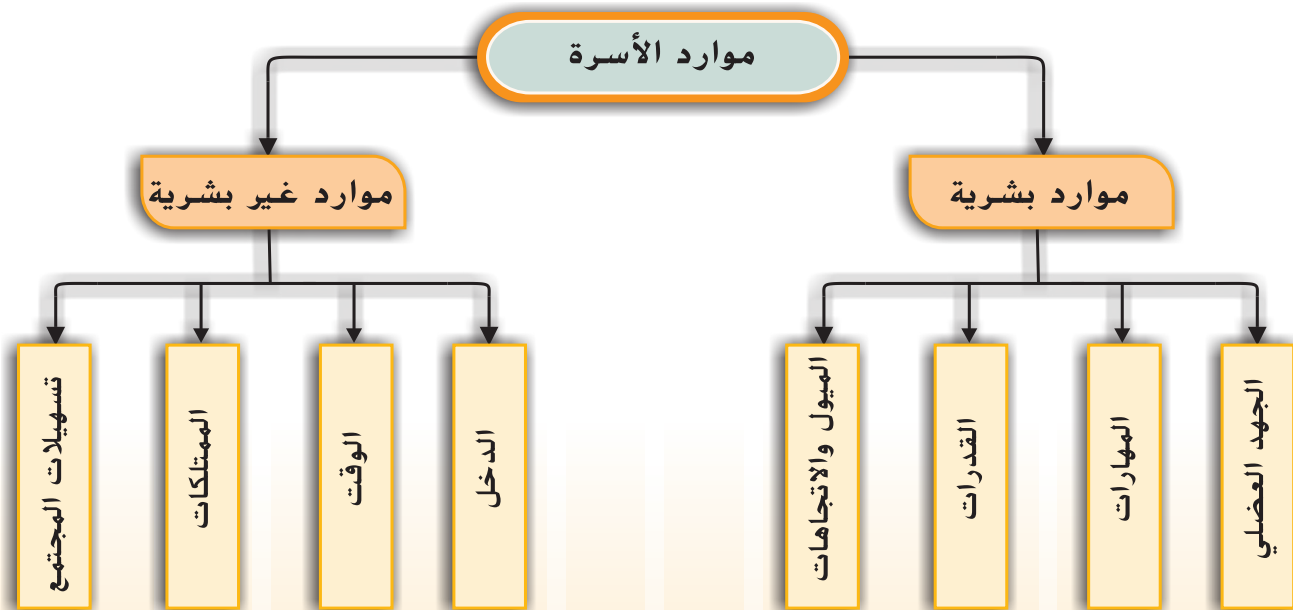 موارد الأسرة
موارد بشرية
موارد غير بشرية
الجهد العضلي
المهارات
القدرات
الميول والاتجاهات
الدخل
الوقت
الممتلكات
تسهيلات المجتمع